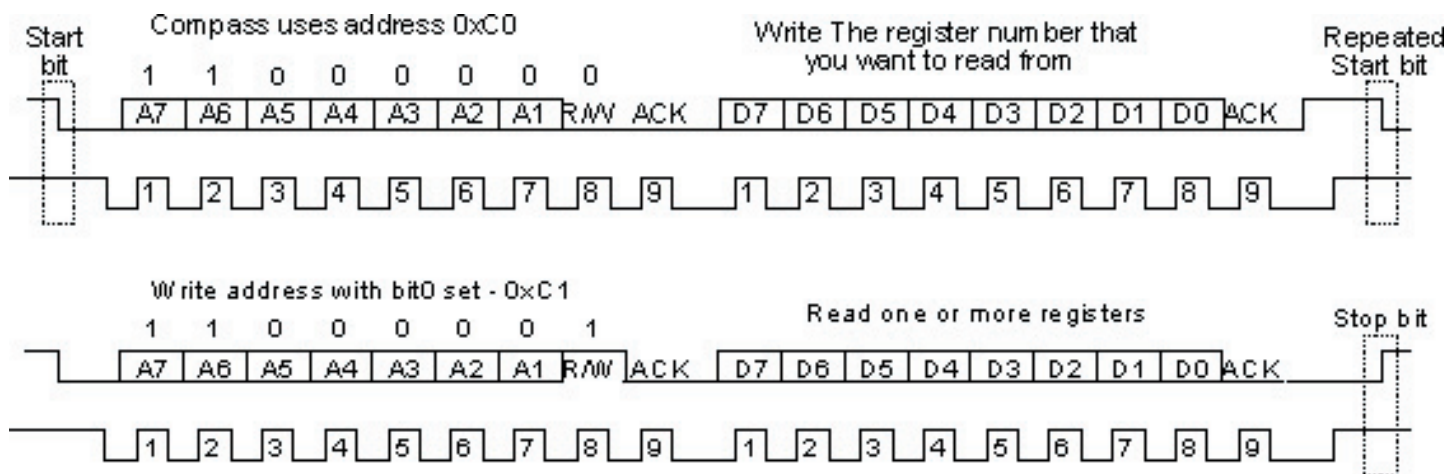 Compass uses address 0xC0
Write The register number that
you want to read from
Start
bit
Repeated
Start bit
1 1 0 0 0 0 0 0
A7 A6 A5 A4 A3 A2 A1 R/W ACK D7 D6 D5 D4 D3 D2 D1 D0 ACK
1 2 3 4 5 6 7 8 9 1 2 3 4 5 6 7 8 9
Write address with bit0 set - 0xC1
Read one or more registers
Stop bit
1 1 0 0 0 0 0 1
A7 A6 A5 A4 A3 A2 A1 R/W ACK D7 D6 D5 D4 D3 D2 D1 D0 ACK
1 2 3 4 5 6 7 8 9 1 2 3 4 5 6 7 8 9